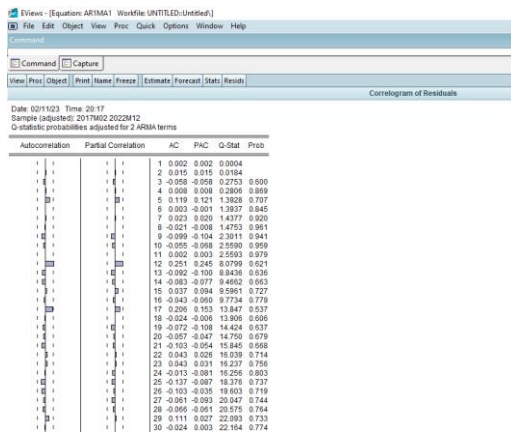 EViews - [Equation: AR1MA1 Workfile: UNTITLED::Untitled\]
File Edit Object View Proc Quick Options Window Help
Command
Command Capture
View Proc Object Print Name Freeze Estimate Forecast Stats Resids
Correlogram of Residuals
Date: 02/11/23 Time: 20:17
Sample (adjusted): 2017M02 2022M12
Q-statistic probabilities adjusted for 2 ARMA terms
Autocorrelation Partial Correlation AC PAC Q-Stat Prob
1 0.002 0.002 0.0004
2 0.015 0.015 0.0184
3 -0.058 -0.058 0.2753 0.600
4 0.008 0.008 0.2806 0.869
5 0.119 0.121 1.3928 0.707
6 0.003 -0.001 1.3937 0.845
7 0.023 0.020 1.4377 0.920
8 -0.021 -0.008 1.4753 0.961
9 -0.099 -0.104 2.3011 0.941
10 -0.055 -0.068 2.5590 0.959
11 0.002 0.003 2.5593 0.979
12 0.251 0.245 8.0799 0.621
13 -0.092 -0.100 8.8436 0.636
14 -0.083 -0.077 9.4662 0.663
15 0.037 0.094 9.5961 0.727
16 -0.043 -0.060 9.7734 0.779
17 0.206 0.153 13.847 0.537
18 -0.024 -0.006 13.906 0.606
19 -0.072 -0.108 14.424 0.637
20 -0.057 -0.047 14.750 0.679
21 -0.103 -0.054 15.845 0.668
22 0.043 0.026 16.039 0.714
23 0.043 0.031 16.237 0.756
24 -0.013 -0.081 16.256 0.803
25 -0.137 -0.087 18.376 0.737
26 -0.103 -0.035 19.603 0.719
27 -0.061 -0.093 20.047 0.744
28 -0.066 -0.061 20.575 0.764
29 0.111 0.027 22.093 0.733
30 -0.024 0.003 22.164 0.774